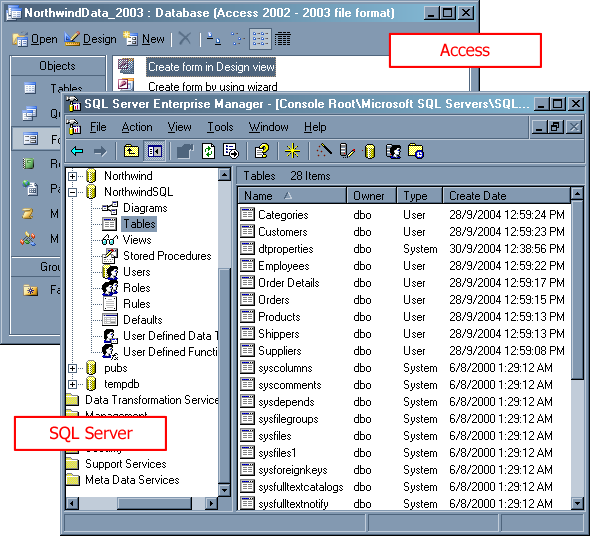 NorthwindData_2003 : Database (Access 2002 - 2003 file format)
Open Design New
Objects
Create form in Design view
Create form by using wizard
Access
Tables
SQL Server Enterprise Manager - [Console Root\Microsoft SQL Servers\SQL...
File Action View Tools Window Help
Northwind
NorthwindSQL
Diagrams
Tables
Views
Stored Procedures
Users
Roles
Rules
Defaults
User Defined Data T
User Defined Functi
pubs
tempdb
Data Transformation Service
Management
SQL Server
Support Services
Meta Data Services
Tables 28 Items
Name Owner Type Create Date
Categories dbo User 28/9/2004 12:59:24 PM
Customers dbo User 28/9/2004 12:59:23 PM
dtproperties dbo System 30/9/2004 12:38:56 PM
Employees dbo User 28/9/2004 12:59:22 PM
Order Details dbo User 28/9/2004 12:59:17 PM
Orders dbo User 28/9/2004 12:59:15 PM
Products dbo User 28/9/2004 12:59:13 PM
Shippers dbo User 28/9/2004 12:59:13 PM
Suppliers dbo User 28/9/2004 12:59:08 PM
syscolumns dbo System 6/8/2000 1:29:12 AM
syscomments dbo System 6/8/2000 1:29:12 AM
sysdepends dbo System 6/8/2000 1:29:12 AM
sysfilegroups dbo System 6/8/2000 1:29:12 AM
sysfiles dbo System 6/8/2000 1:29:12 AM
sysfiles1 dbo System 6/8/2000 1:29:12 AM
sysforeignkeys dbo System 6/8/2000 1:29:12 AM
sysfulltextcatalogs dbo System 6/8/2000 1:29:12 AM
sysfulltextnotify dbo System 6/8/2000 1:29:12 AM